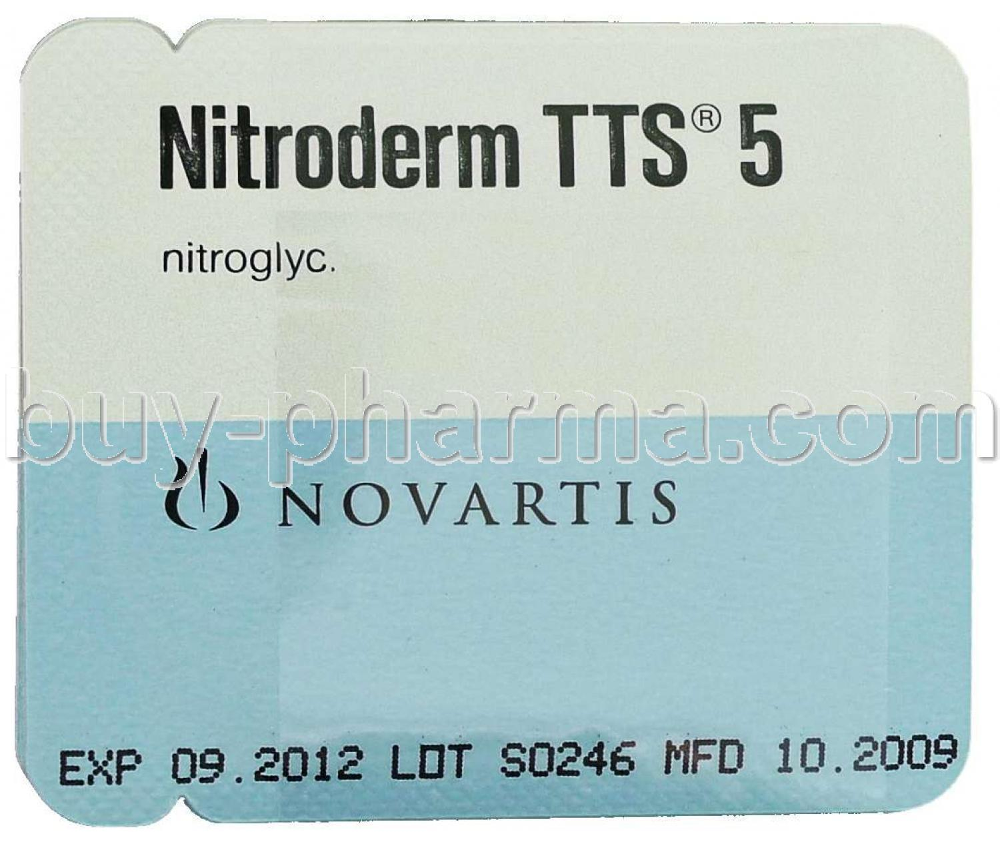 Nitroderm TTS® 5
nitroglyc.
buy-pharma.com
NOVARTIS
EXP 09.2012 LOT S0246 MFD 10.2009